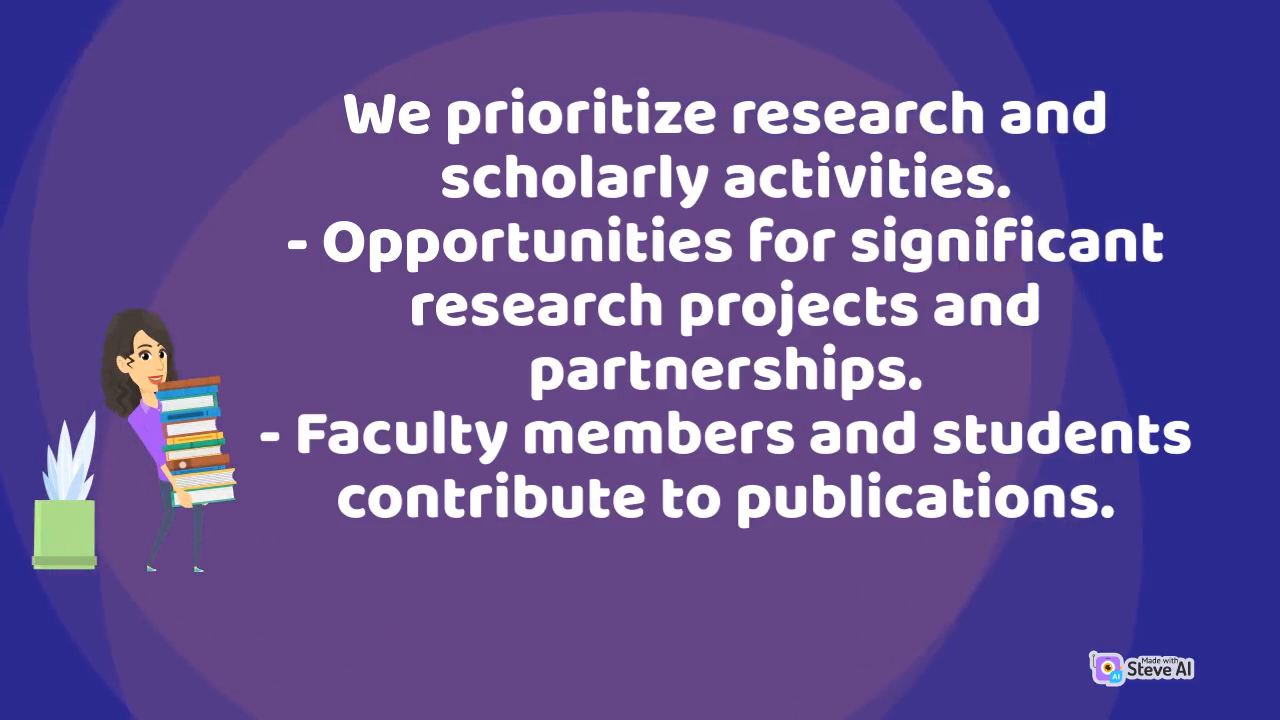 We prioritize research and
scholarly activities.
- Opportunities for significant
research projects and
partnerships.
- Faculty members and students
contribute to publications.
Made with
Steve AI
AI